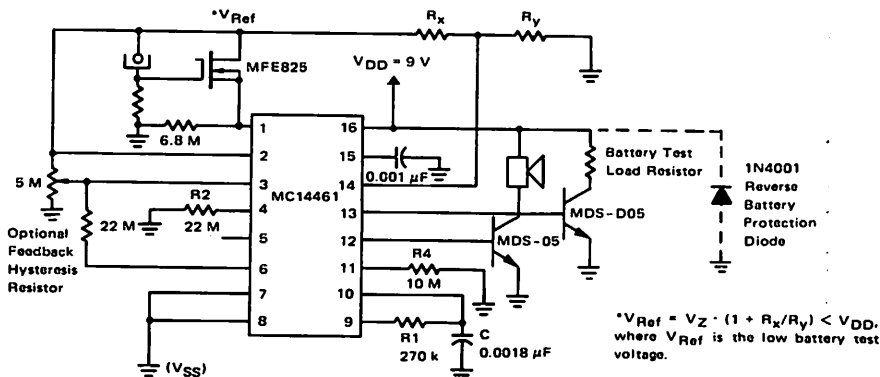 *VRef
Rx
Ry
MFE825
VDD = 9 V
6.8 M
1
2
3
4
5
6
7
8
MC14461
16
15
14
13
12
11
10
9
0.001 μF
Battery Test
Load Resistor
1N4001
Reverse
Battery
Protection
Diode
5 M
R2
22 M
22 M
Optional
Feedback
Hysteresis
Resistor
MDS-D05
MDS-05
R4
10 M
R1
270 k
C
0.0018 μF
(VSS)
*VRef = VZ · (1 + Rx/Ry) < VDD,
where VRef is the low battery test
voltage.